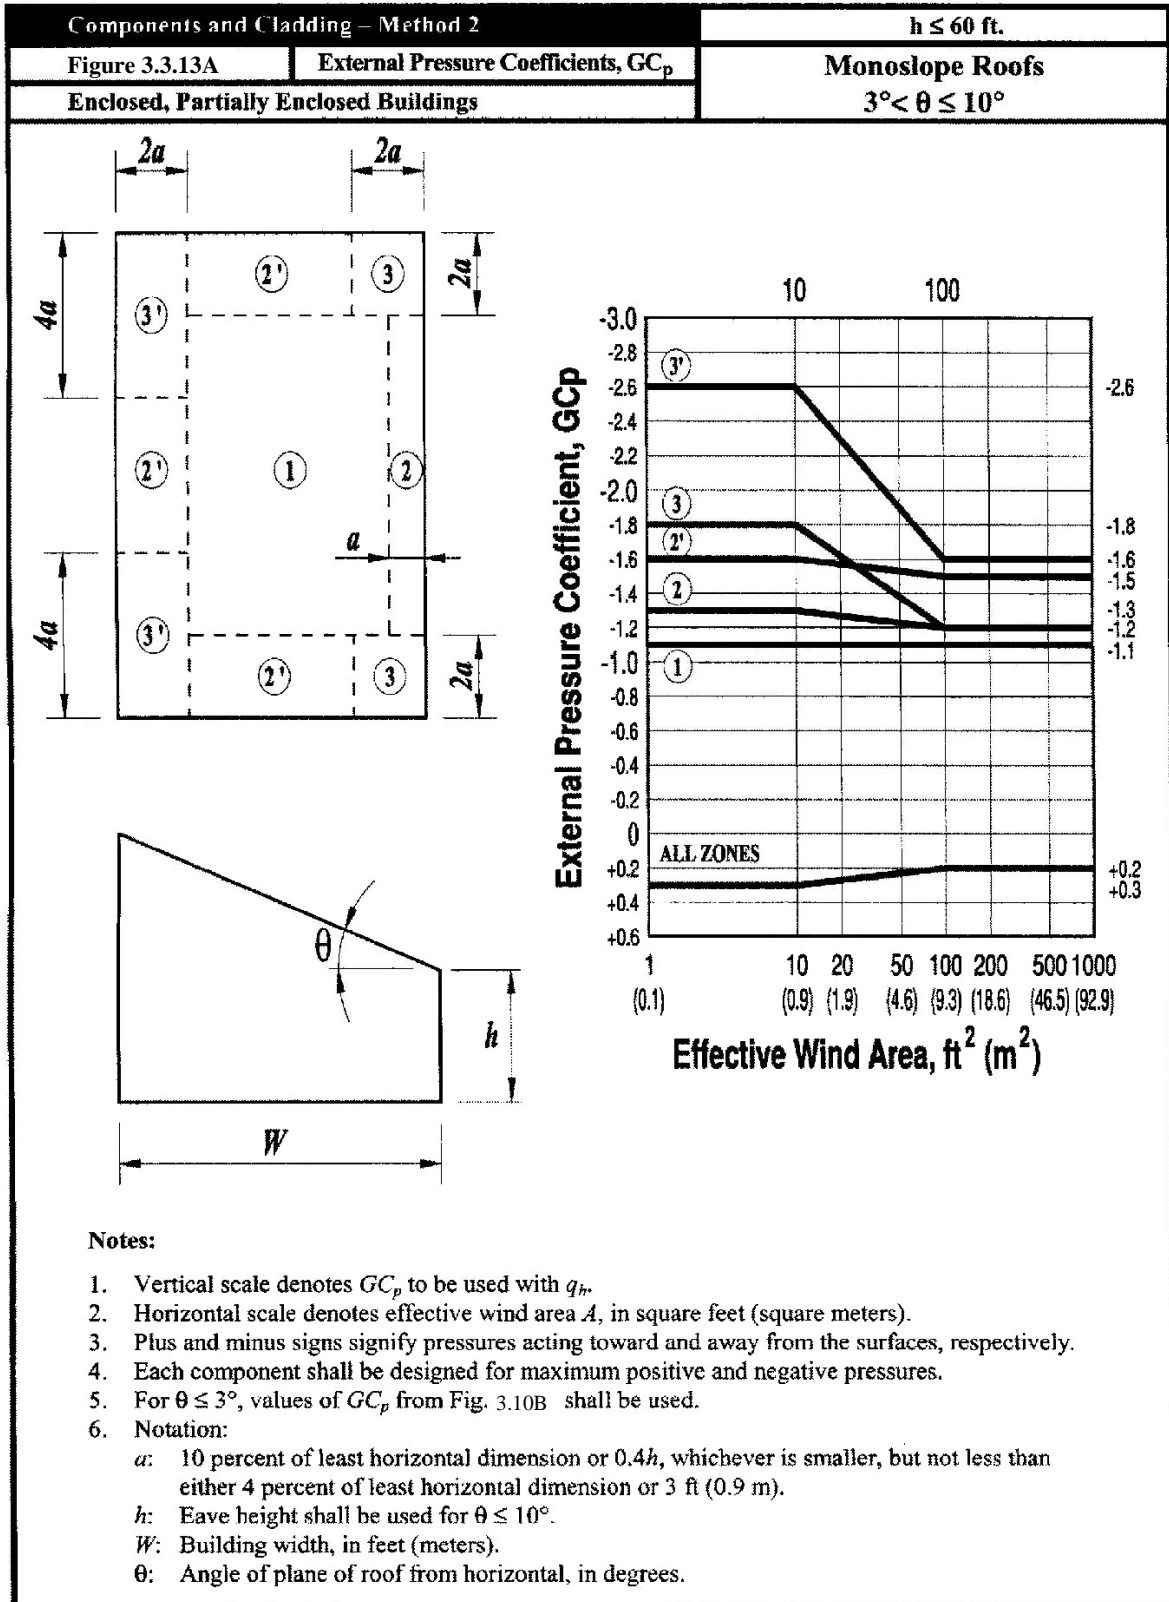 Components and Cladding – Method 2
h ≤ 60 ft.
Figure 3.3.13A
External Pressure Coefficients, GCp
Monoslope Roofs
3°< θ ≤ 10°
Enclosed, Partially Enclosed Buildings
2a
2a
4a
2a
3'
2'
3
2'
1
2
a
4a
3'
2'
3
2a
θ
h
W
10 100
External Pressure Coefficient, GCp
-3.0
-2.8
-2.6
-2.4
-2.2
-2.0
-1.8
-1.6
-1.4
-1.2
-1.0
-0.8
-0.6
-0.4
-0.2
0
+0.2
+0.4
+0.6
3'
3
2'
2
1
ALL ZONES
-2.6
-1.8
-1.6
-1.5
-1.3
-1.2
-1.1
+0.2
+0.3
1 10 20 50 100 200 500 1000
(0.1) (0.9) (1.9) (4.6) (9.3) (18.6) (46.5) (92.9)
Effective Wind Area, ft² (m²)
Notes:
1. Vertical scale denotes GCp to be used with qh.
2. Horizontal scale denotes effective wind area A, in square feet (square meters).
3. Plus and minus signs signify pressures acting toward and away from the surfaces, respectively.
4. Each component shall be designed for maximum positive and negative pressures.
5. For θ ≤ 3°, values of GCp from Fig. 3.10B shall be used.
6. Notation:
a: 10 percent of least horizontal dimension or 0.4h, whichever is smaller, but not less than
either 4 percent of least horizontal dimension or 3 ft (0.9 m).
h: Eave height shall be used for θ ≤ 10°.
W: Building width, in feet (meters).
θ: Angle of plane of roof from horizontal, in degrees.